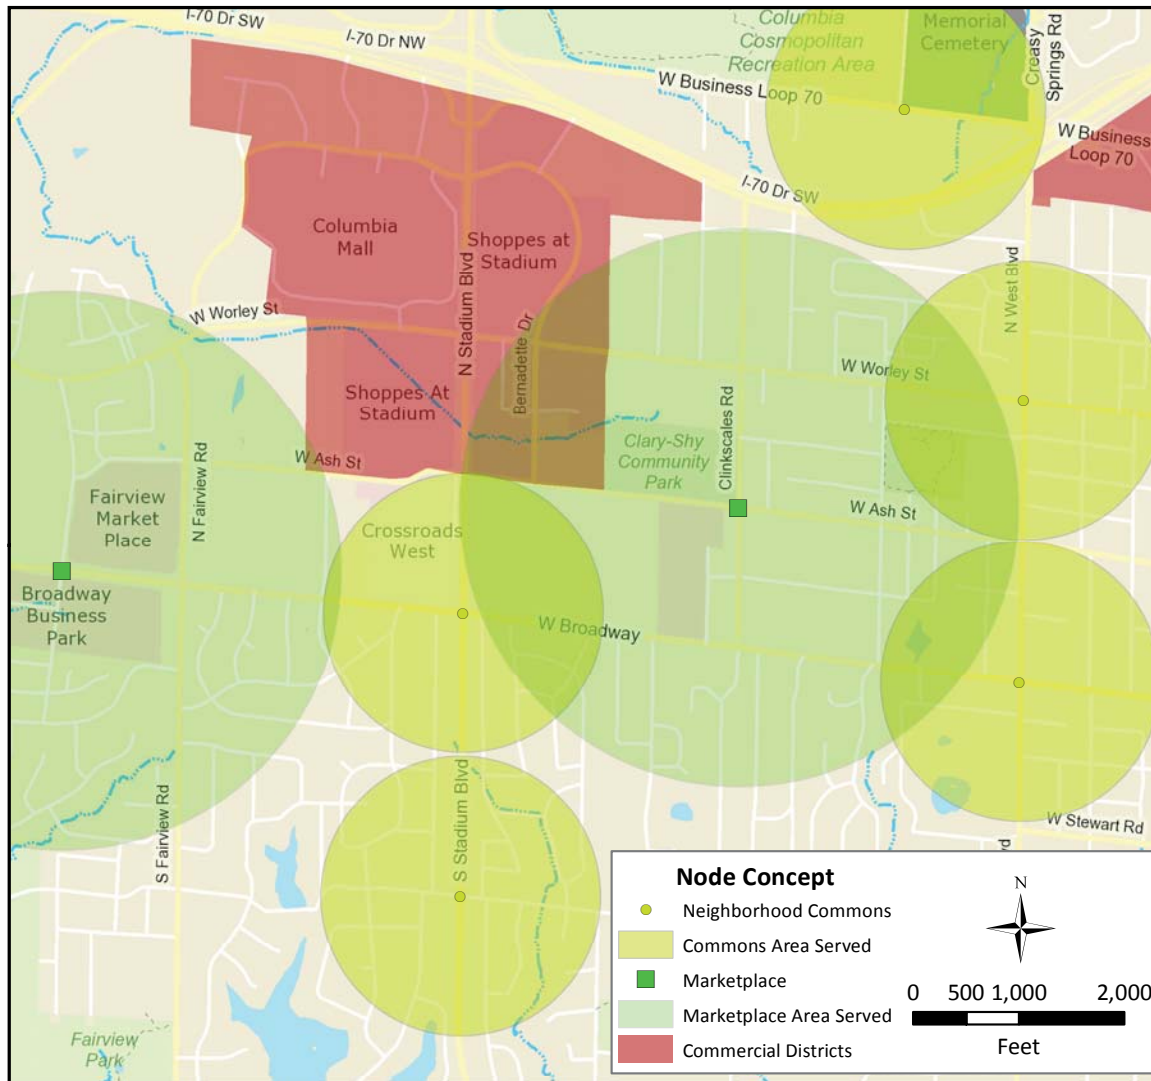 I-70 Dr SW
I-70 Dr NW
Columbia
Cosmopolitan
Recreation Area
Memorial
Cemetery
Creasy
Springs Rd
W Business Loop 70
W Business
Loop 70
I-70 Dr SW
Columbia
Mall
Shoppes at
Stadium
N Stadium Blvd
N West Blvd
W Worley St
Bernadette Dr
W Worley St
Shoppes At
Stadium
Clinkscales Rd
W Ash St
Clary-Shy
Community
Park
N Fairview Rd
Fairview
Market
Place
W Ash St
Crossroads
West
Broadway
Business
Park
W Broadway
S Fairview Rd
S Stadium Blvd
W Stewart Rd
vd
Fairview
Park
Node Concept
Neighborhood Commons
Commons Area Served
Marketplace
Marketplace Area Served
Commercial Districts
N
0 500 1,000 2,000
Feet